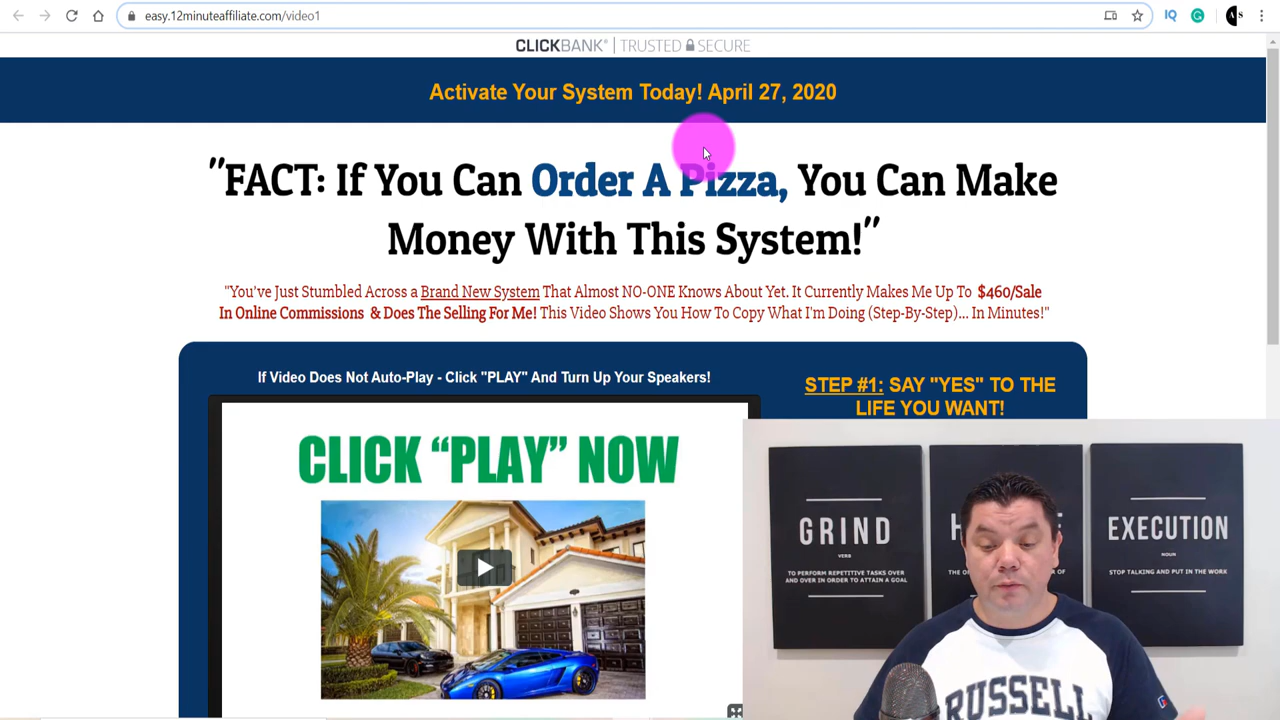 easy.12minuteaffiliate.com/video1
IQ
G
A S
CLICKBANK® | TRUSTED SECURE
Activate Your System Today! April 27, 2020
"FACT: If You Can Order A Pizza, You Can Make
Money With This System!"
"You've Just Stumbled Across a Brand New System That Almost NO-ONE Knows About Yet. It Currently Makes Me Up To $460/Sale
In Online Commissions & Does The Selling For Me! This Video Shows You How To Copy What I'm Doing (Step-By-Step)... In Minutes!"
If Video Does Not Auto-Play - Click "PLAY" And Turn Up Your Speakers!
STEP #1: SAY "YES" TO THE
LIFE YOU WANT!
CLICK “PLAY” NOW
GRIND
VERB
TO PERFORM REPETITIVE TASKS OVER
AND OVER IN ORDER TO ATTAIN A GOAL
EXECUTION
NOUN
STOP TALKING AND PUT IN THE WORK
RUSSELL